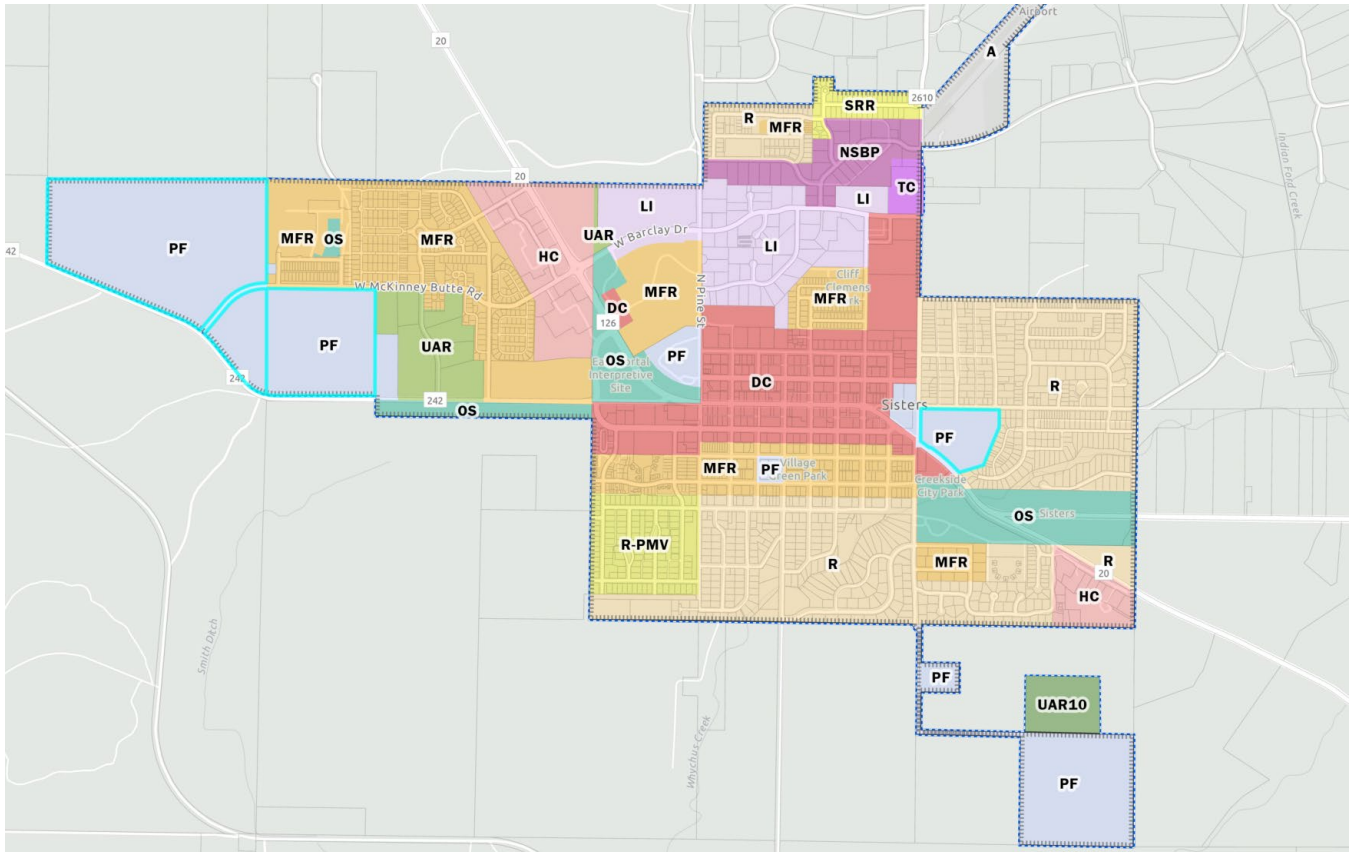 Airport
20
A
2610
SRR
R
MFR
NSBP
Indian Ford Creek
20
TC
LI
LI
UAR
W Barclay Dr
LI
MFR
OS
MFR
PF
HC
42
N Pine St
MFR
Cliff
Clemens
MFR
W McKinney Butte Rd
DC
126
PF
UAR
OS
PF
Interpretive
Site
DC
R
242
242
OS
Sisters
PF
MFR
PF
Village
Green Park
Creekside
City Park
OS
Sisters
R-PMV
R
MFR
R
20
HC
Smith Ditch
PF
UAR10
Whychus Creek
PF